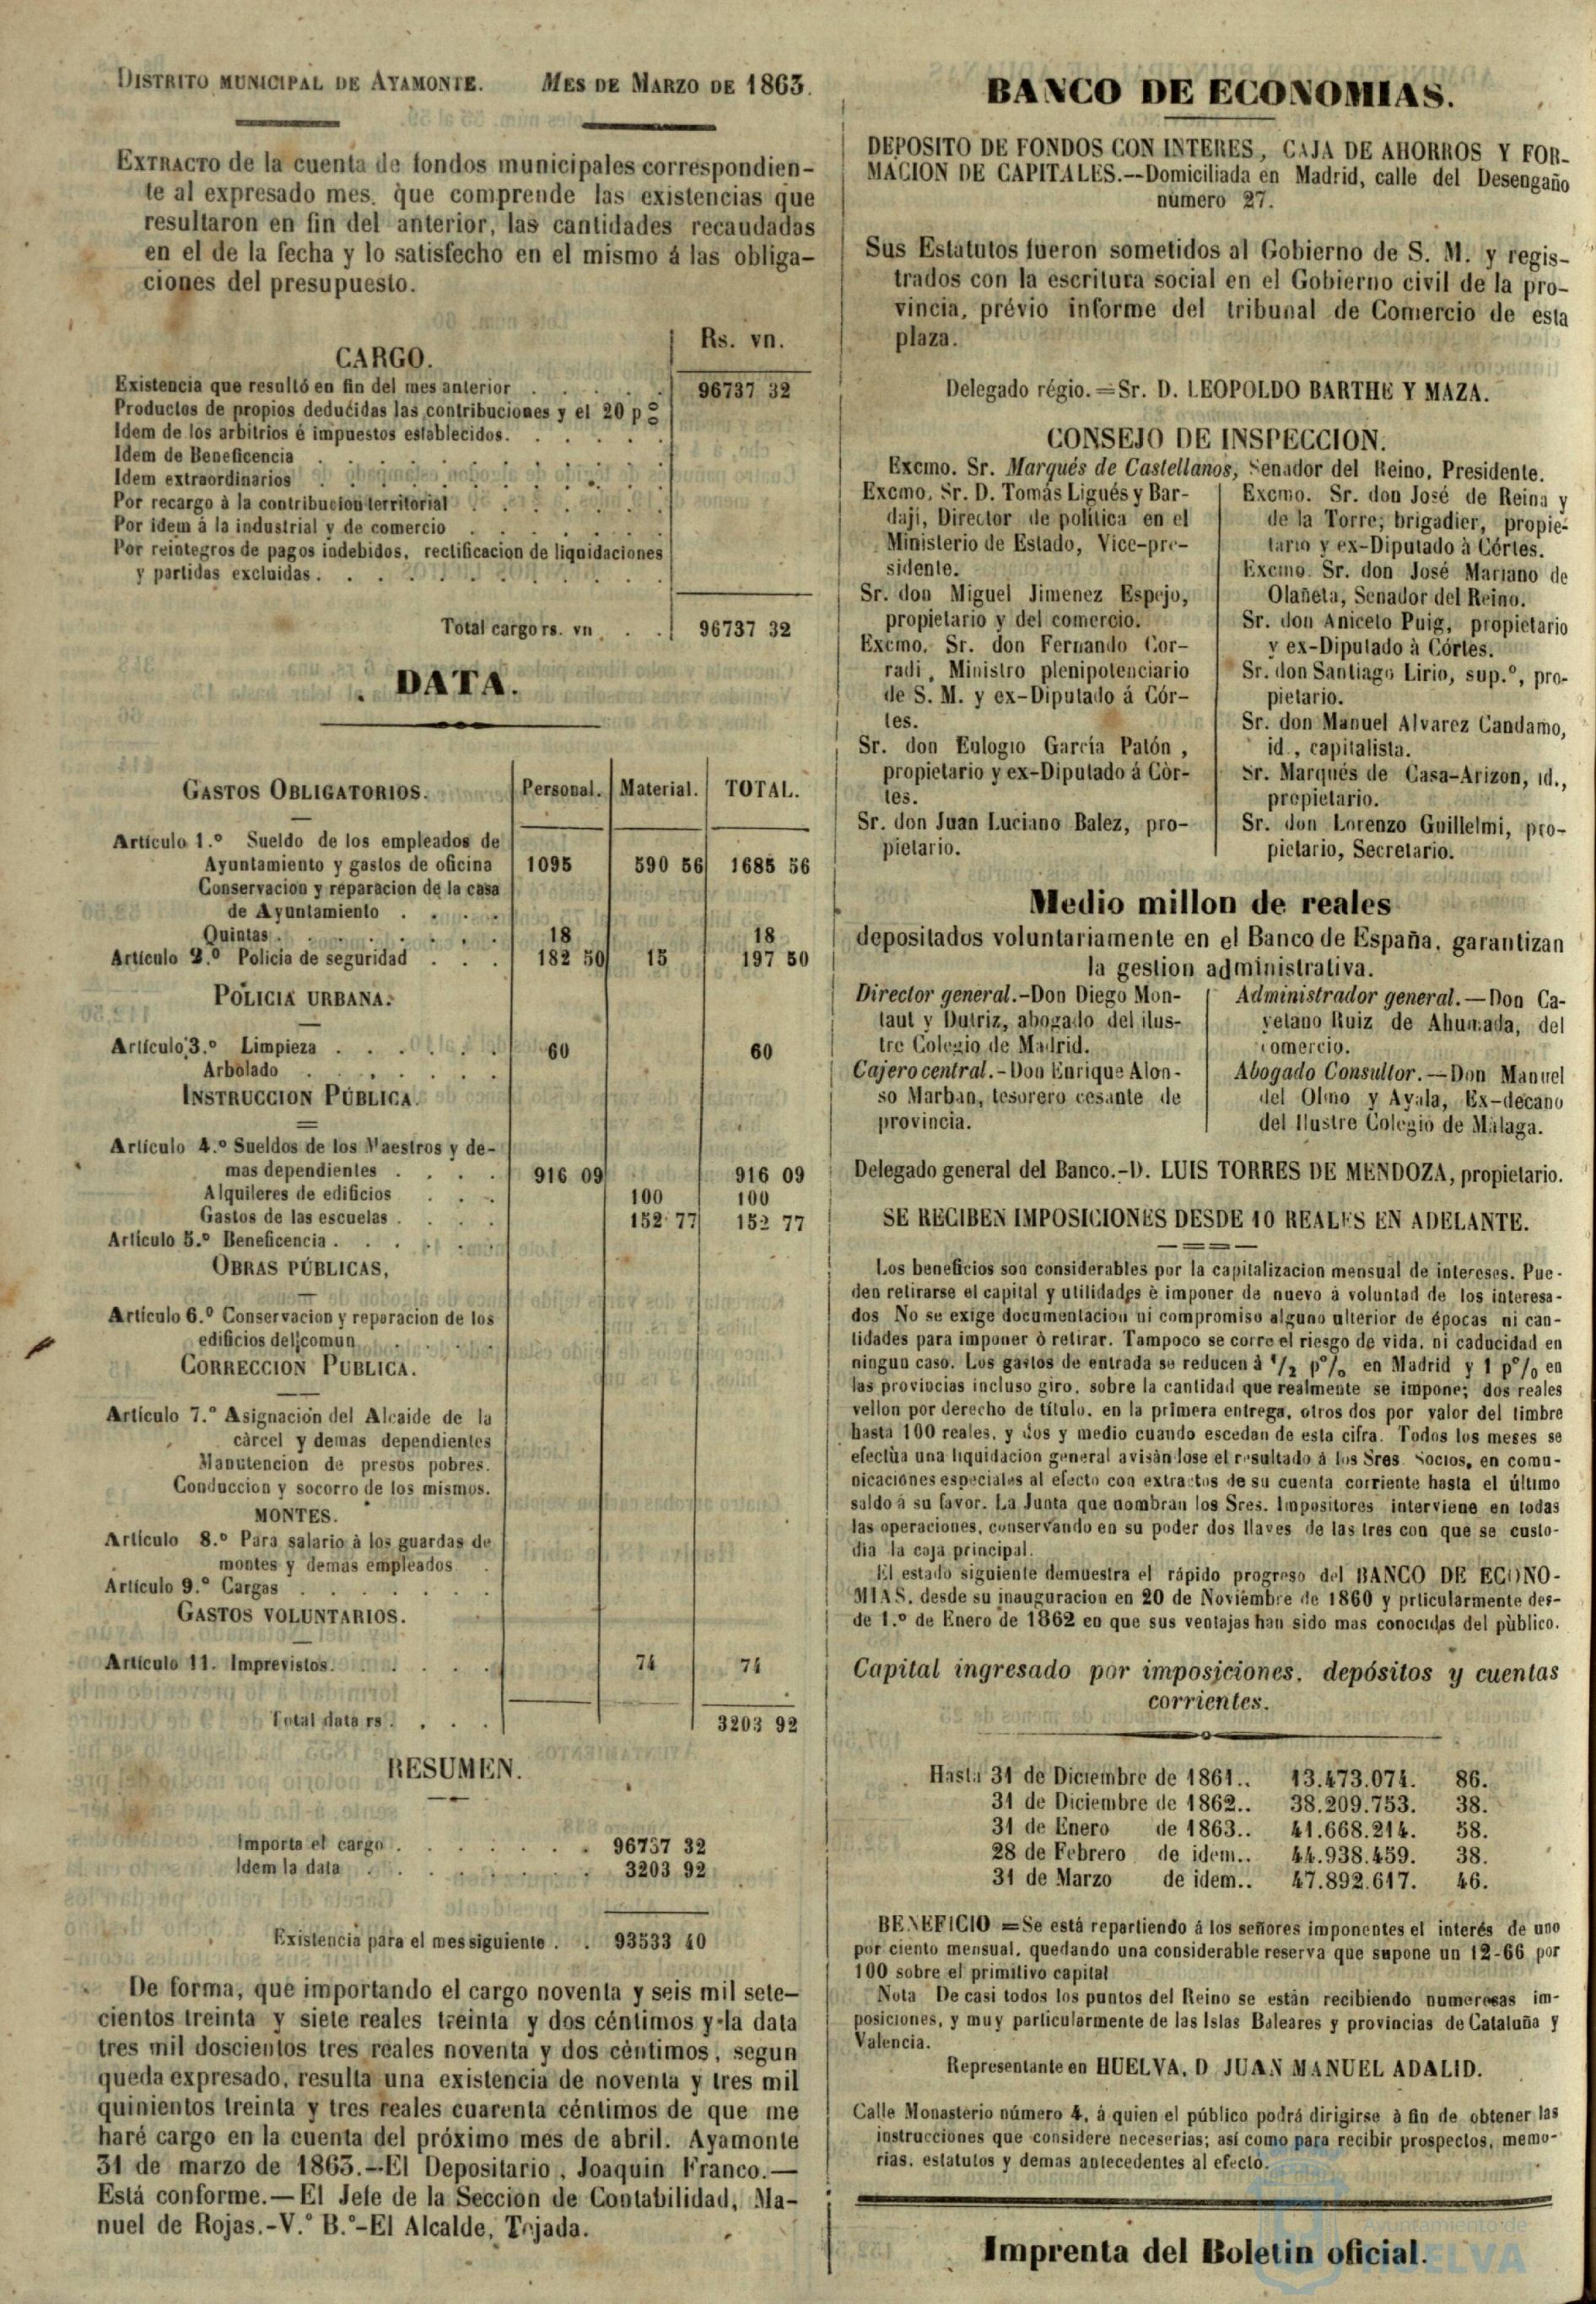 DISTRITO MUNICIPAL DE AYAMONTE. MES DE MARZO DE 1863.
EXTRACTO de la cuenta de fondos municipales correspondien-
te al expresado mes, que comprende las existencias que
resultaron en fin del anterior, las cantidades recaudadas
en el de la fecha y lo satisfecho en el mismo á las obliga-
ciones del presupuesto.
Rs. vn.
CARGO.
Existencia que resultó en fin del mes anterior . . . . . . 96737 32
Productos de propios deducidas las contribuciones y el 20 p%
Idem de los arbitrios é impuestos establecidos. . . . . .
Idem de Beneficencia . . . . . . . . . .
Idem extraordinarios . . . . . . . . . .
Por recargo à la contribucion territorial . . . . . . .
Por idem á la industrial y de comercio . . . . . . .
Por reintegros de pagos indebidos, rectificacion de liquidaciones
y partidas excluidas. . . . . . . . . . .
Total cargo rs. vn. . . . 96737 32
DATA.
GASTOS OBLIGATORIOS. Personal. Material. TOTAL.
Artículo 1.º Sueldo de los empleados de
Ayuntamiento y gastos de oficina 1095 590 56 1685 56
Conservacion y reparacion de la casa
de Ayuntamiento . . . .
Quintas . . . . . . . 18 18
Artículo 2.º Policia de seguridad . . . 182 50 15 197 50
POLICIA URBANA.
Artículo 3.º Limpieza . . . . . . 60 60
Arbolado . . . . . . .
INSTRUCCION PÚBLICA.
Artículo 4.º Sueldos de los Maestros y de-
mas dependientes . . . . 916 09 916 09
Alquileres de edificios . . . 100 100
Gastos de las escuelas . . . . 152 77 152 77
Artículo 5.º Beneficencia . . . . . .
OBRAS PÚBLICAS,
Artículo 6.º Conservacion y reparacion de los
edificios del comun . . . .
CORRECCION PUBLICA.
Artículo 7.º Asignación del Alcaide de la
càrcel y demas dependientes
Manutencion de presos pobres.
Conduccion y socorro de los mismos.
MONTES.
Artículo 8.º Para salario à los guardas de
montes y demas empleados .
Artículo 9.º Cargas . . . . . . .
GASTOS VOLUNTARIOS.
Artículo 11. Imprevistos. . . . . . 74 74
Total data rs . . . . 3203 92
RESUMEN.
Importa el cargo . . . . . . . 96737 32
Idem la data . . . . . . . 3203 92
Existencia para el mes siguiente . . 93533 40
De forma, que importando el cargo noventa y seis mil sete-
cientos treinta y siete reales treinta y dos céntimos y la data
tres mil doscientos tres reales noventa y dos céntimos, segun
queda expresado, resulta una existencia de noventa y tres mil
quinientos treinta y tres reales cuarenta céntimos de que me
haré cargo en la cuenta del próximo mes de abril. Ayamonte
31 de marzo de 1863.—El Depositario, Joaquin Franco.—
Está conforme.—El Jefe de la Seccion de Contabilidad, Ma-
nuel de Rojas.-V.º B.º-El Alcalde, Tejada.
BANCO DE ECONOMIAS.
DEPOSITO DE FONDOS CON INTERES, CAJA DE AHORROS Y FOR-
MACION DE CAPITALES.--Domiciliada en Madrid, calle del Desengaño
número 27.
Sus Estatutos fueron sometidos al Gobierno de S. M. y regis-
trados con la escritura social en el Gobierno civil de la pro-
vincia, prévio informe del tribunal de Comercio de esta
plaza.
Delegado régio.=Sr. D. LEOPOLDO BARTHE Y MAZA.
CONSEJO DE INSPECCION.
Excmo. Sr. Marqués de Castellanos, Senador del Reino, Presidente.
Excmo. Sr. D. Tomás Ligués y Bar-
daji, Director de política en el
Ministerio de Estado, Vice-pre-
sidente.
Sr. don Miguel Jimenez Espejo,
propietario y del comercio.
Excmo. Sr. don Fernando Cor-
radi, Ministro plenipotenciario
de S. M. y ex-Diputado á Cór-
tes.
Sr. don Eulogio García Patón,
propietario y ex-Diputado á Còr-
tes.
Sr. don Juan Luciano Balez, pro-
pietario.
Excmo. Sr. don José de Reina y
de la Torre, brigadier, propie-
tario y ex-Diputado à Córtes.
Excmo. Sr. don José Mariano de
Olañeta, Senador del Reino.
Sr. don Aniceto Puig, propietario
y ex-Diputado à Córtes.
Sr. don Santiago Lirio, sup.º, pro-
pietario.
Sr. don Manuel Alvarez Candamo,
id., capitalista.
Sr. Marqués de Casa-Arizon, id.,
propietario.
Sr. don Lorenzo Guillelmi, pro-
pietario, Secretario.
Medio millon de reales
depositados voluntariamente en el Banco de España, garantizan
la gestion administrativa.
Director general.-Don Diego Mon-
taut y Dutriz, abogado del ilus-
tre Colegio de Madrid.
Cajero central.-Don Enrique Alon-
so Marban, tesorero cesante de
provincia.
Administrador general.—Don Ca-
yetano Ruiz de Ahumada, del
comercio.
Abogado Consultor.—Don Manuel
del Olmo y Ayala, Ex-decano
del Ilustre Colegio de Málaga.
Delegado general del Banco.-D. LUIS TORRES DE MENDOZA, propietario.
SE RECIBEN IMPOSICIONES DESDE 10 REALES EN ADELANTE.
Los beneficios son considerables por la capitalizacion mensual de intereses. Pue-
den retirarse el capital y utilidades è imponer de nuevo á voluntad de los interesa-
dos No se exige documentacion ni compromiso alguno ulterior de épocas ni can-
tidades para imponer ò retirar. Tampoco se corre el riesgo de vida, ni caducidad en
ningun caso. Los gastos de entrada se reducen à 1/2 p% en Madrid y 1 p% en
las provincias incluso giro, sobre la cantidad que realmente se impone; dos reales
vellon por derecho de título, en la primera entrega, otros dos por valor del timbre
hasta 100 reales, y dos y medio cuando escedan de esta cifra. Todos los meses se
efectùa una liquidacion general avisàndose el resultado á los Sres. Socios, en comu-
nicaciones especiales al efecto con extractos de su cuenta corriente hasta el último
saldo á su favor. La Junta que nombran los Sres. Impositores interviene en todas
las operaciones, conservando en su poder dos llaves de las tres con que se custo-
dia la caja principal.
El estado siguiente demuestra el rápido progreso del BANCO DE ECONO-
MIAS, desde su inauguracion en 20 de Noviembre de 1860 y prticularmente des-
de 1.º de Enero de 1862 en que sus ventajas han sido mas conocidas del pùblico.
Capital ingresado por imposiciones, depósitos y cuentas
corrientes.
Hasta 31 de Diciembre de 1861.. 13.473.074. 86.
31 de Diciembre de 1862.. 38.209.753. 38.
31 de Enero de 1863.. 41.668.214. 58.
28 de Febrero de idem.. 44.938.459. 38.
31 de Marzo de idem.. 47.892.617. 46.
BENEFICIO =Se está repartiendo á los señores imponentes el interés de uno
por ciento mensual, quedando una considerable reserva que supone un 12-66 por
100 sobre el primitivo capital
Nota De casi todos los puntos del Reino se están recibiendo numerosas im-
posiciones, y muy particularmente de las Islas Baleares y provincias de Cataluña y
Valencia.
Representante en HUELVA, D JUAN MANUEL ADALID.
Calle Monasterio número 4, á quien el público podrá dirigirse à fin de obtener las
instrucciones que considere neceserias; así como para recibir prospectos, memo-
rias, estatutos y demas antecedentes al efecto.
Imprenta del Boletin oficial.
Ayuntamiento de
HUELVA